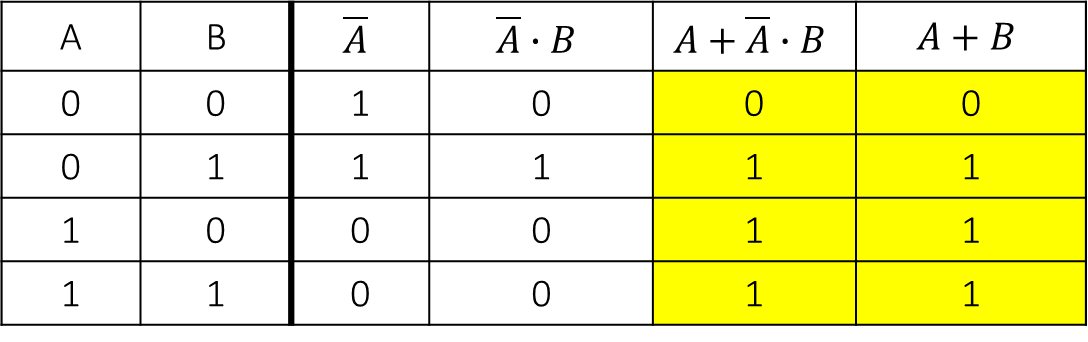 A B A̅ A̅ · B A + A̅ · B A + B
0 0 1 0 0 0
0 1 1 1 1 1
1 0 0 0 1 1
1 1 0 0 1 1